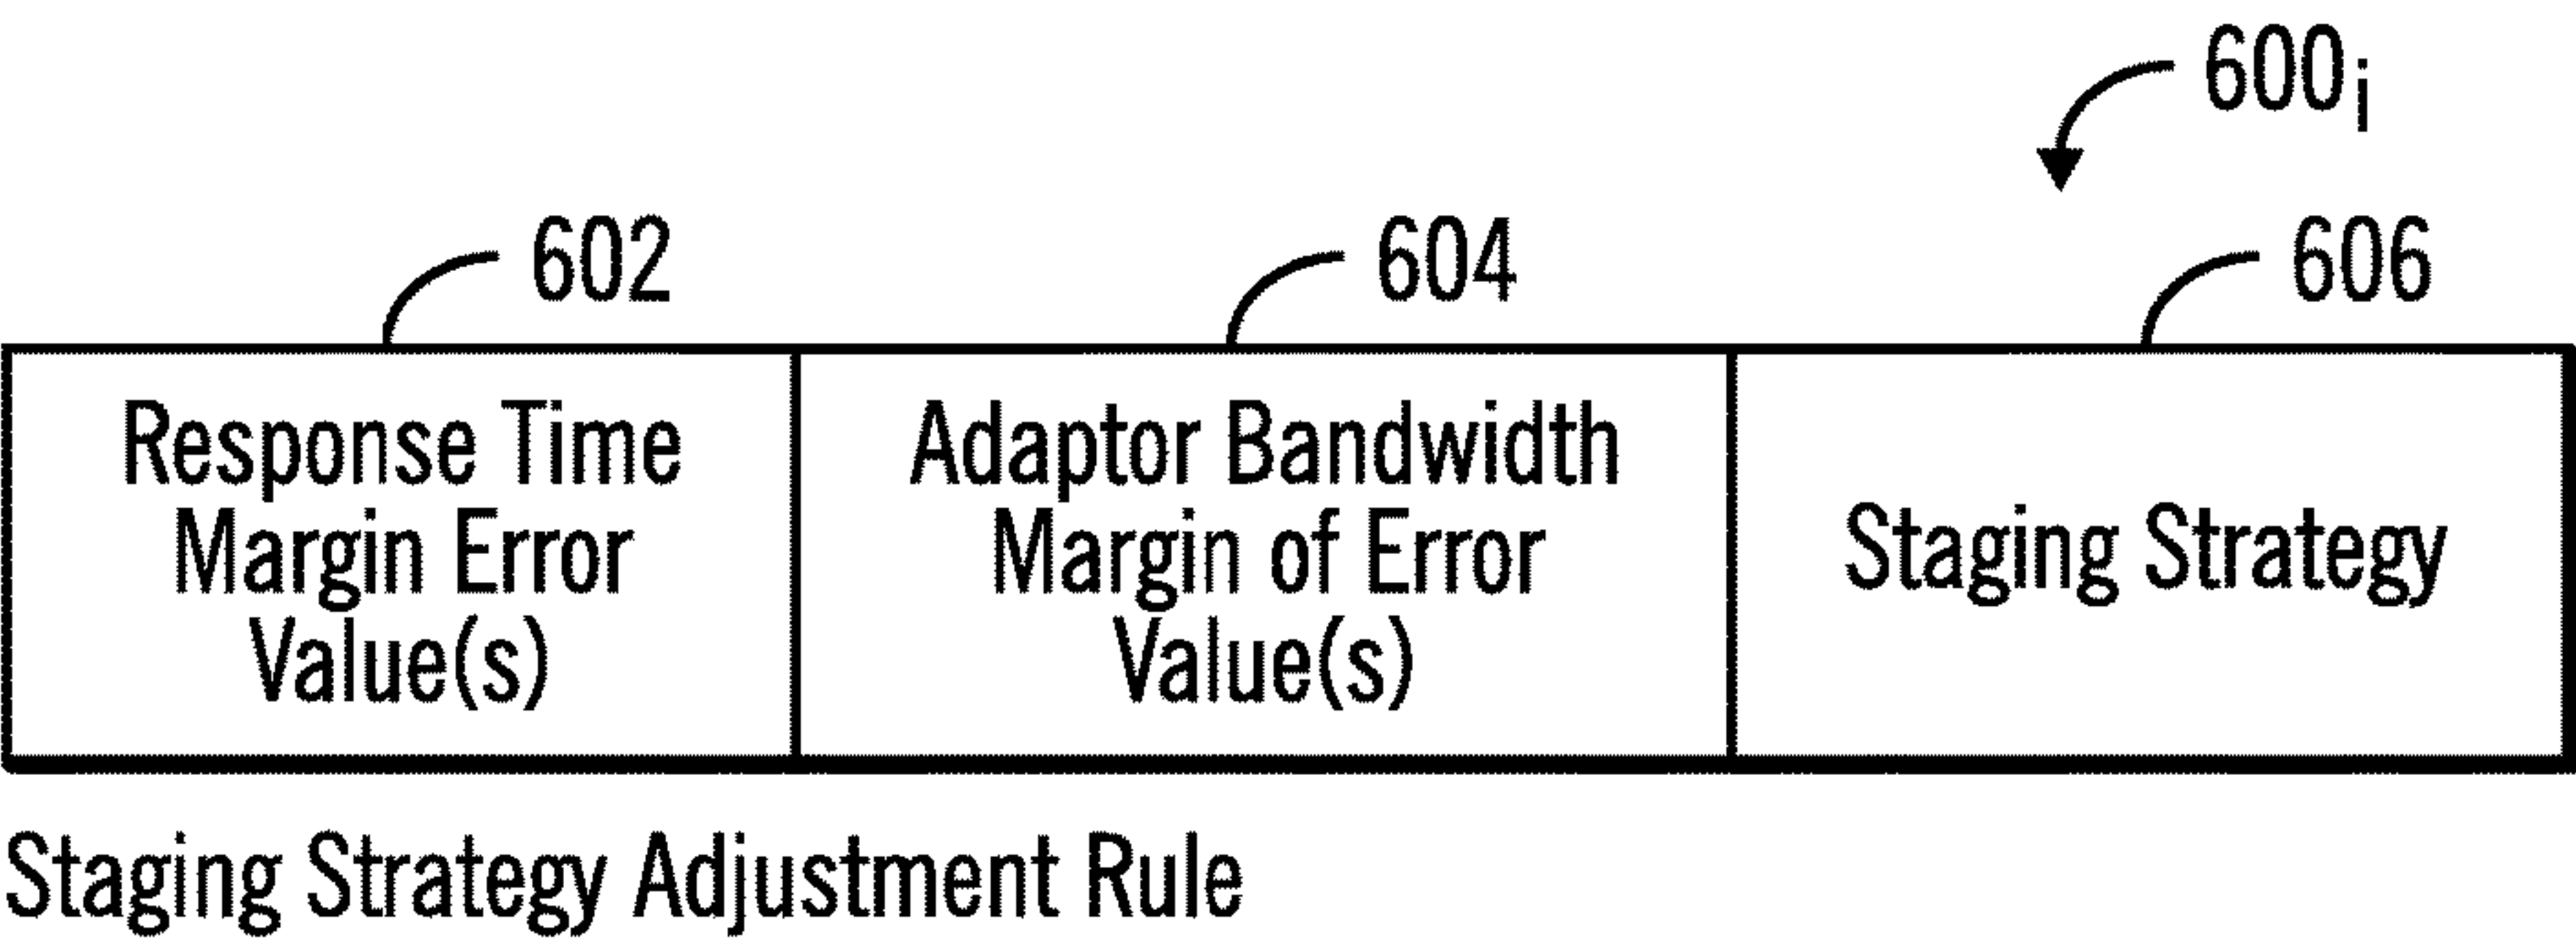 600i
602
604
606
Response Time
Margin Error
Value(s)
Adaptor Bandwidth
Margin of Error
Value(s)
Staging Strategy
Staging Strategy Adjustment Rule